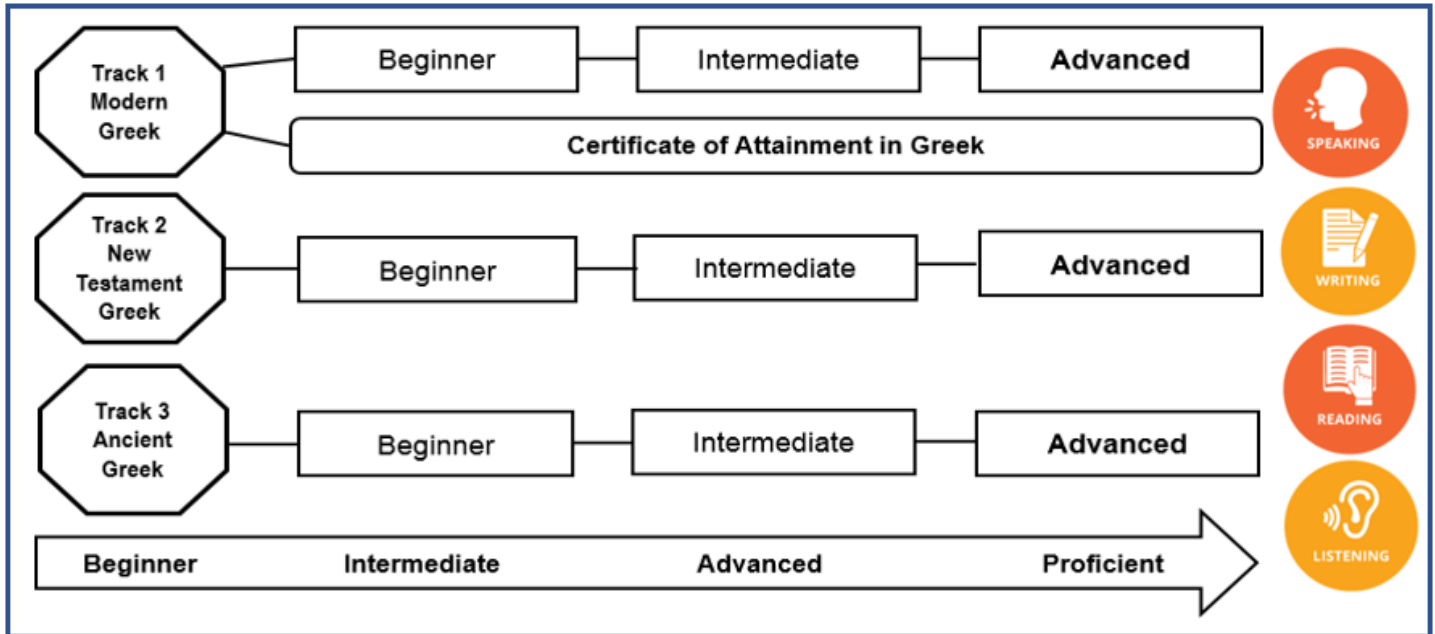 Track 1
Modern
Greek
Beginner
Intermediate
Advanced
Certificate of Attainment in Greek
Track 2
New
Testament
Greek
Beginner
Intermediate
Advanced
Track 3
Ancient
Greek
Beginner
Intermediate
Advanced
Beginner
Intermediate
Advanced
Proficient
SPEAKING
WRITING
READING
LISTENING